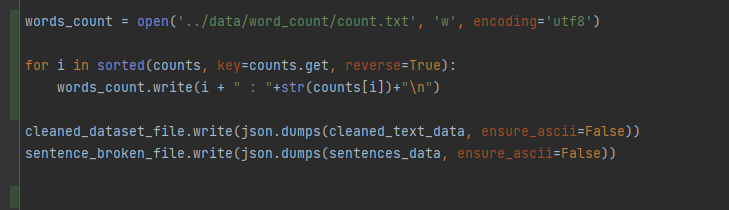 words_count = open('../data/word_count/count.txt', 'w', encoding='utf8')
for i in sorted(counts, key=counts.get, reverse=True):
    words_count.write(i + " : "+str(counts[i])+"\n")
cleaned_dataset_file.write(json.dumps(cleaned_text_data, ensure_ascii=False))
sentence_broken_file.write(json.dumps(sentences_data, ensure_ascii=False))